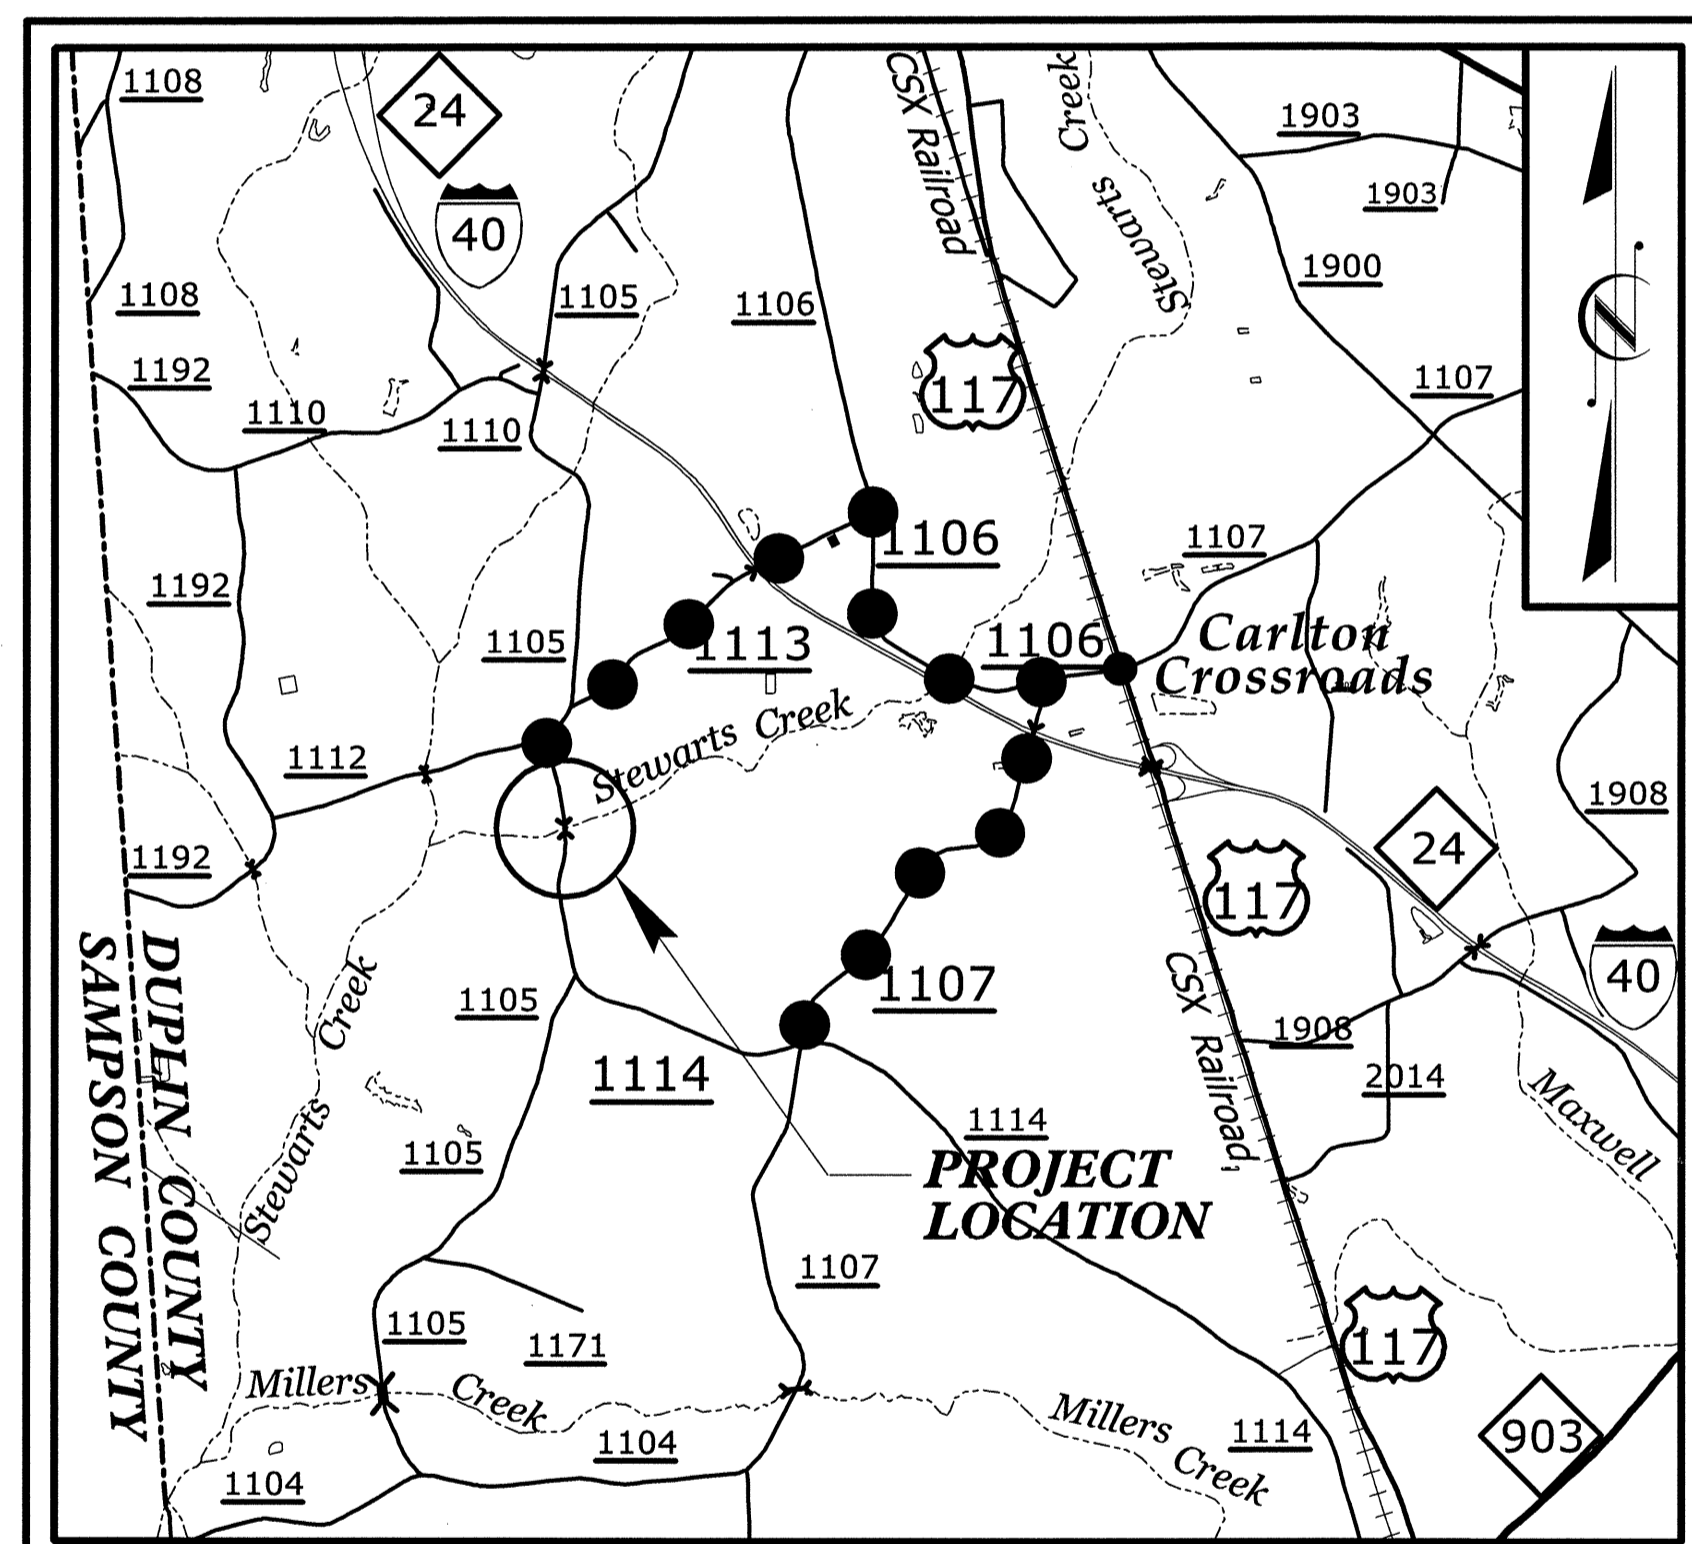 1108
24
CSX Railroad
Creek
Stewarts
1903
1903
40
1900
1108
1105
1106
1192
117
1107
1110
1110
1106
1107
1192
1113
1105
1106
Carlton
Crossroads
Stewarts Creek
1112
1908
24
1192
117
DUPLIN COUNTY
SAMPSON COUNTY
Creek
Stewarts
1105
1107
CSX Railroad
40
1908
2014
1114
1114
Maxwell
1105
PROJECT
LOCATION
1107
1105
1171
117
Millers Creek
Millers Creek
1104
1114
903
1104
N